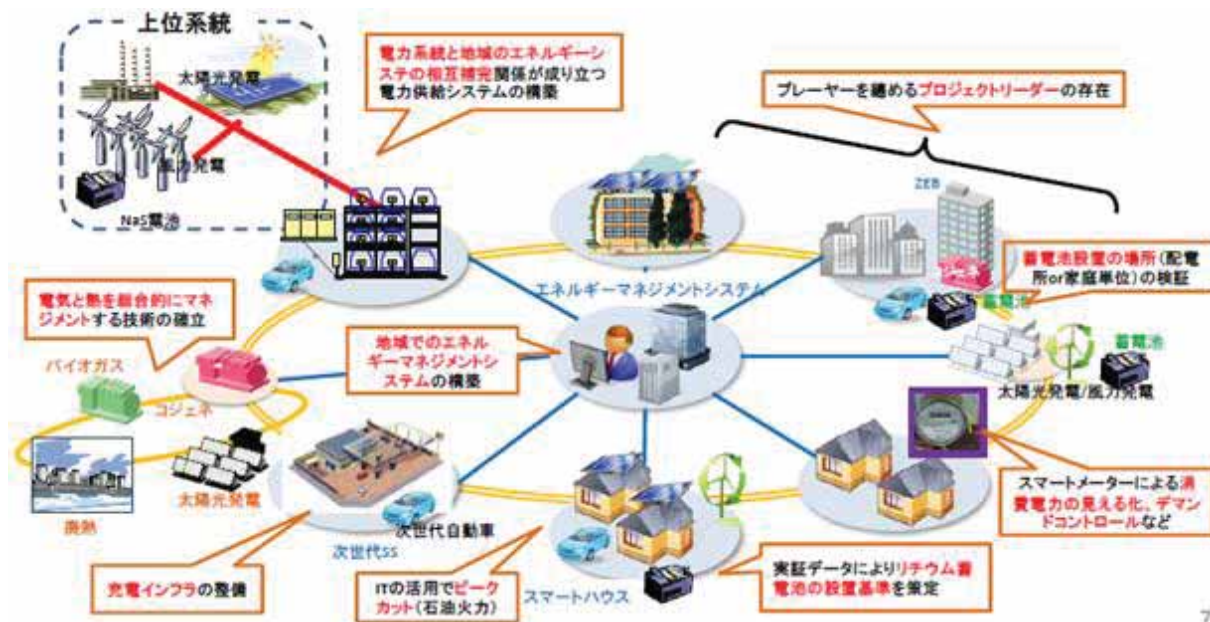 上位系統
太陽光発電
風力発電
NaS電池
電力系統と地域のエネルギーシ
ステの相互補完関係が成り立つ
電力供給システムの構築
プレーヤーを纏めるプロジェクトリーダーの存在
ZEB
コジェネ
蓄電池設置の場所(配電
所or家庭単位)の検証
蓄電池
電気と熱を総合的にマネ
ジメントする技術の確立
エネルギーマネジメントシステム
地域でのエネル
ギーマネジメントシ
ステムの構築
蓄電池
太陽光発電/風力発電
バイオガス
コジェネ
太陽光発電
廃熱
スマートメーターによる消
費電力の見える化、デマン
ドコントロールなど
次世代自動車
次世代SS
充電インフラの整備
ITの活用でピーク
カット(石油火力)
スマートハウス
実証データによりリチウム蓄
電池の設置基準を策定
7